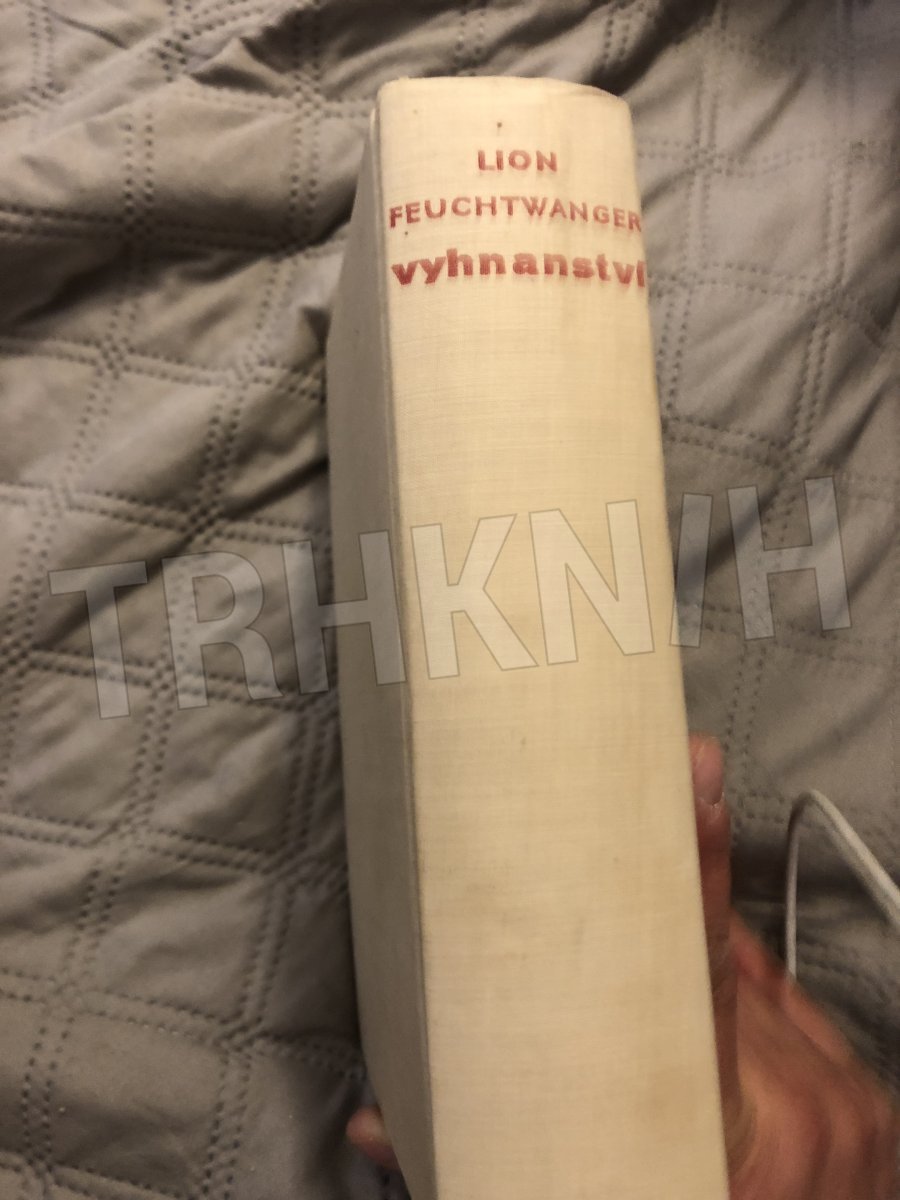 LION
FEUCHTWANGER
vyhnanství
TRHKNIH